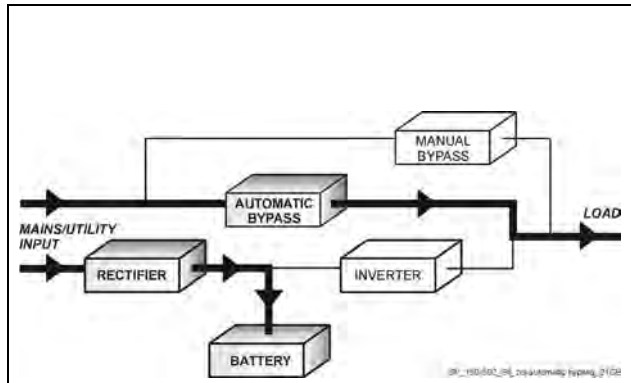 MANUAL
BYPASS
AUTOMATIC
BYPASS
LOAD
MAINS/UTILITY
INPUT
RECTIFIER
INVERTER
BATTERY